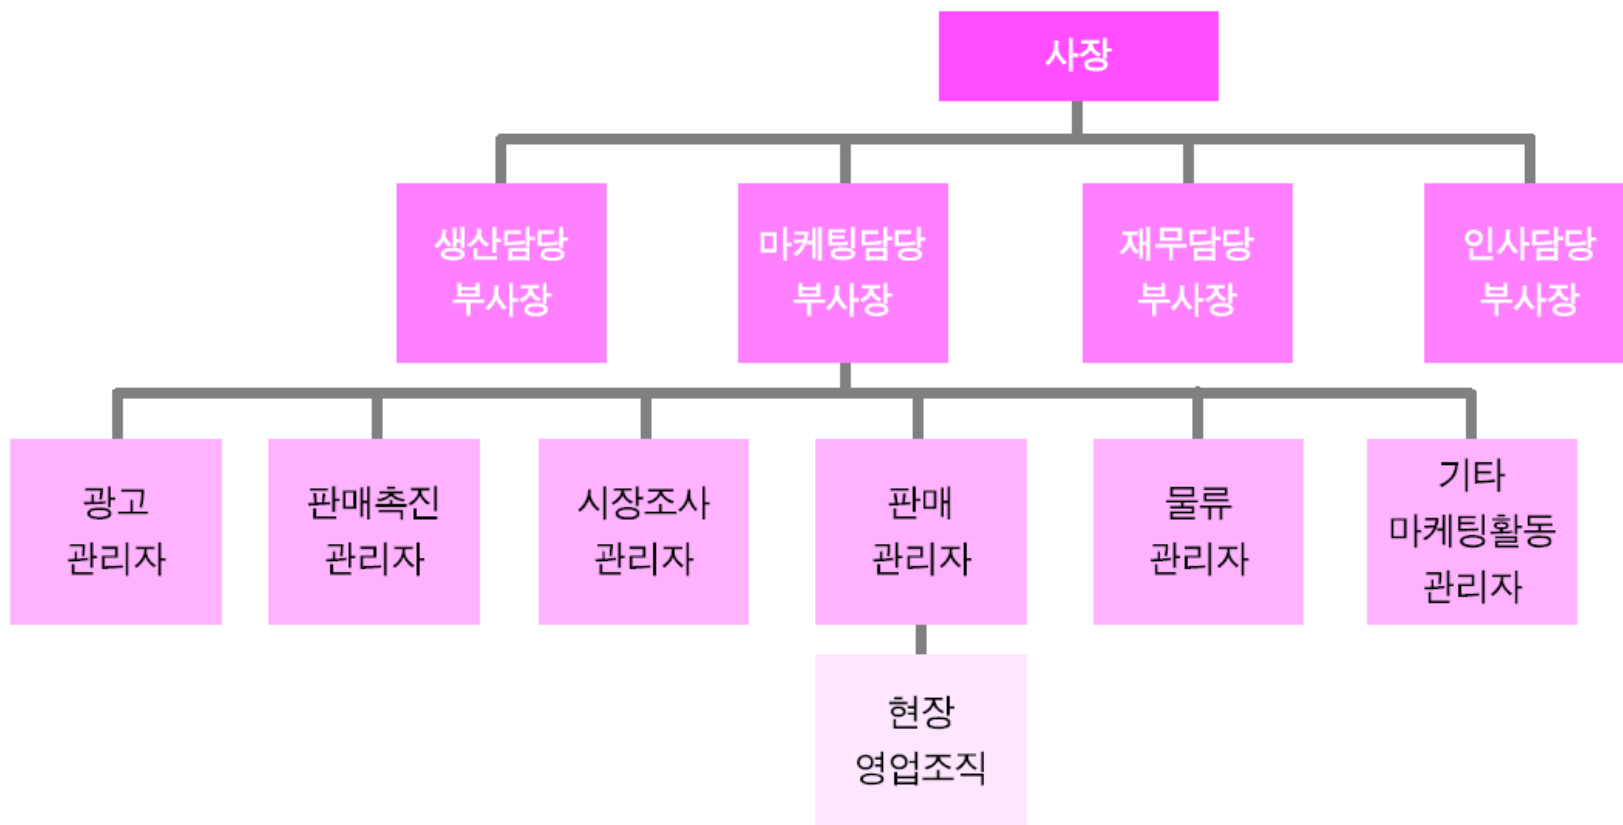 사장
생산담당
부사장
마케팅담당
부사장
재무담당
부사장
인사담당
부사장
광고
관리자
판매촉진
관리자
시장조사
관리자
판매
관리자
물류
관리자
기타
마케팅활동
관리자
현장
영업조직